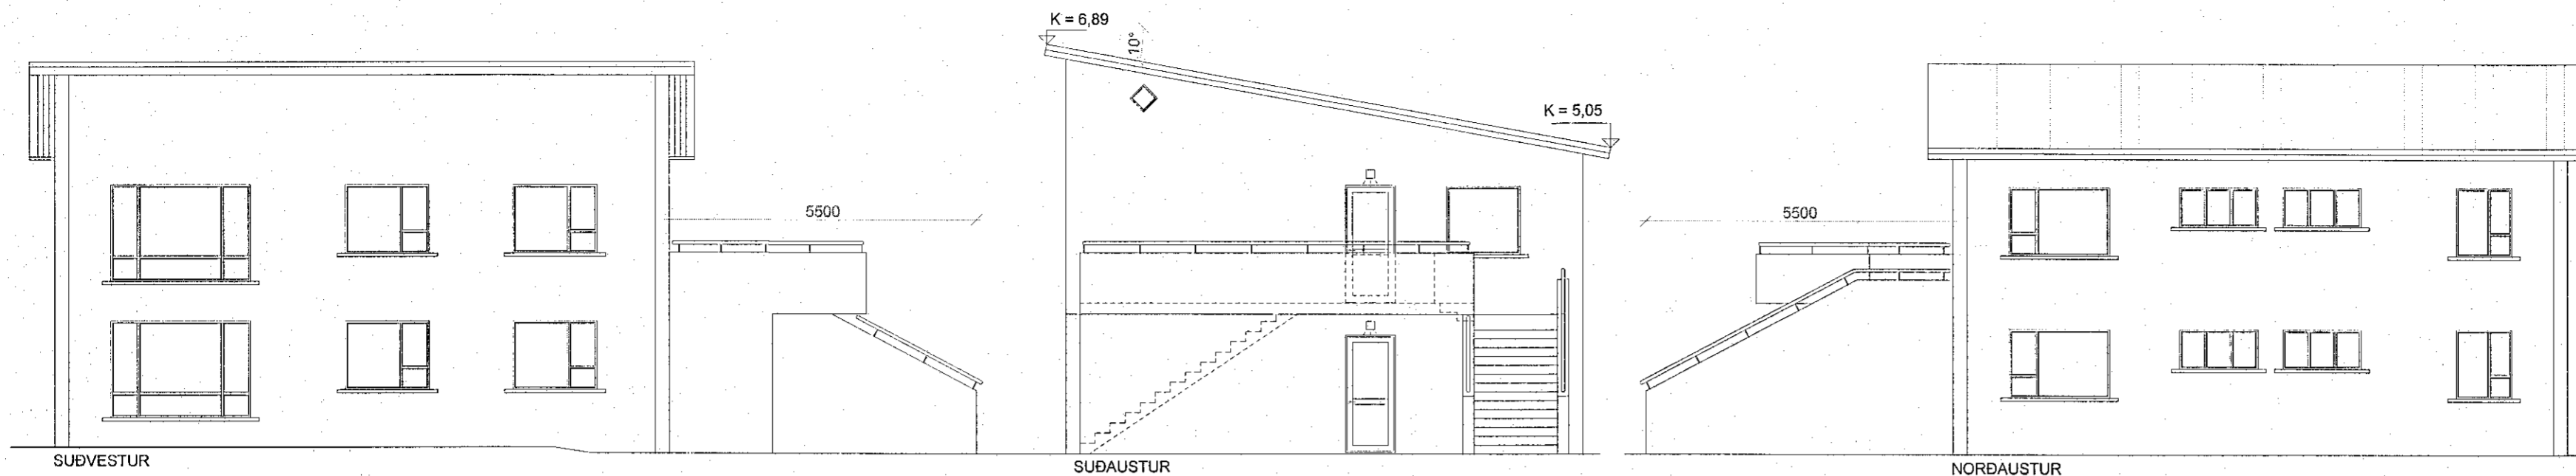 K = 6,89
10°
K = 5,05
5500
5500
SUÐVESTUR
SUÐAUSTUR
NORÐAUSTUR